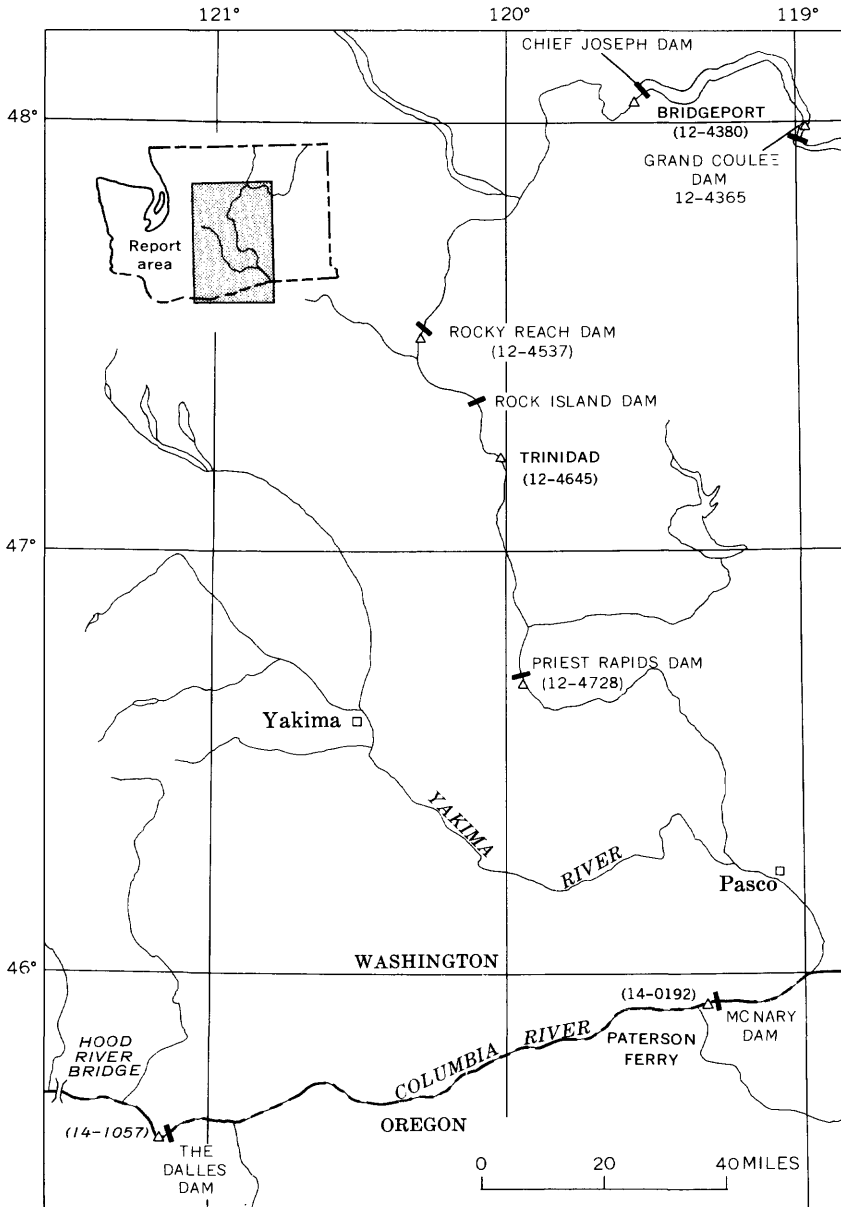 121°
120°
119°
CHIEF JOSEPH DAM
48°
BRIDGEPORT
(12-4380)
GRAND COULEE
DAM
12-4365
Report
area
ROCKY REACH DAM
(12-4537)
ROCK ISLAND DAM
TRINIDAD
(12-4645)
47°
PRIEST RAPIDS DAM
(12-4728)
Yakima
YAKIMA
RIVER
Pasco
46°
WASHINGTON
(14-0192)
MC NARY
DAM
PATERSON
FERRY
HOOD
RIVER
BRIDGE
COLUMBIA RIVER
OREGON
(14-1057)
THE
DALLES
DAM
0 20 40 MILES